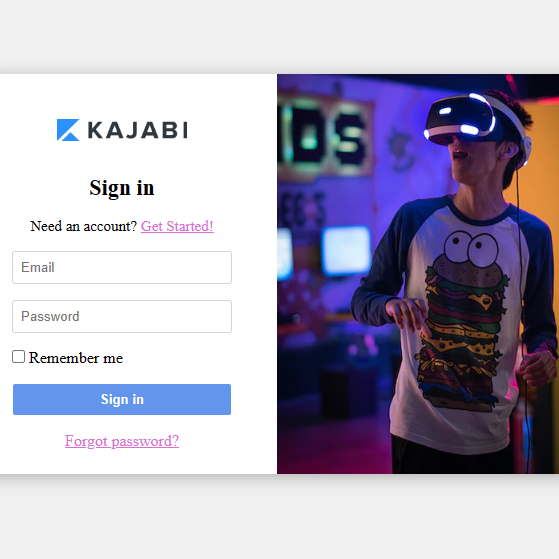 KAJABI
Sign in
Need an account? Get Started!
Email
Password
Remember me
Sign in
Forgot password?